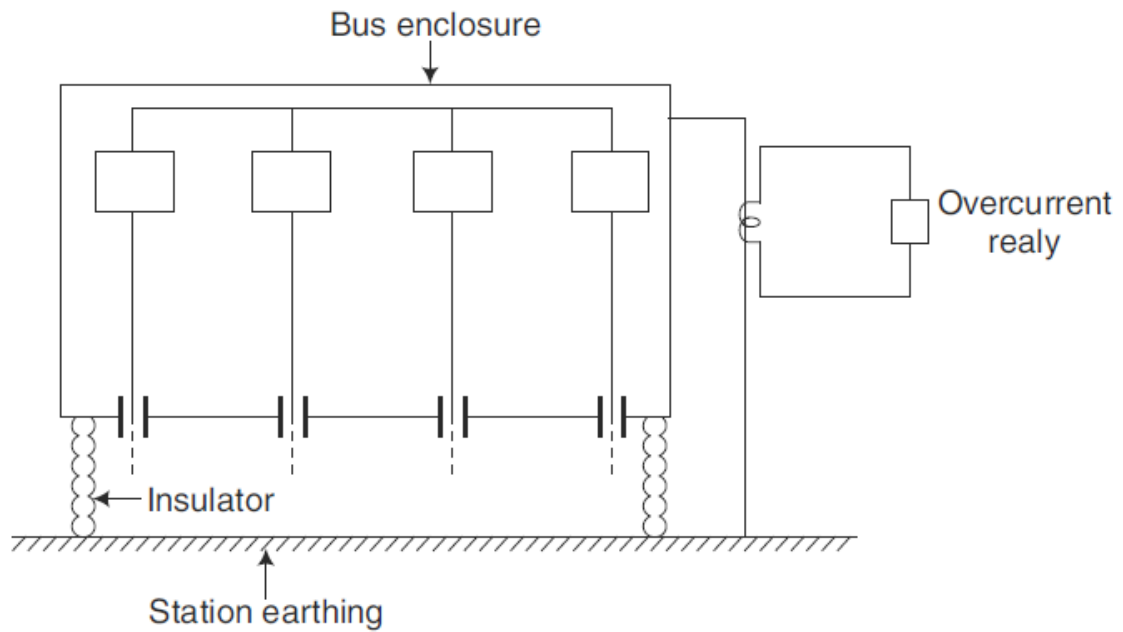 Bus enclosure
Overcurrent
realy
Insulator
Station earthing